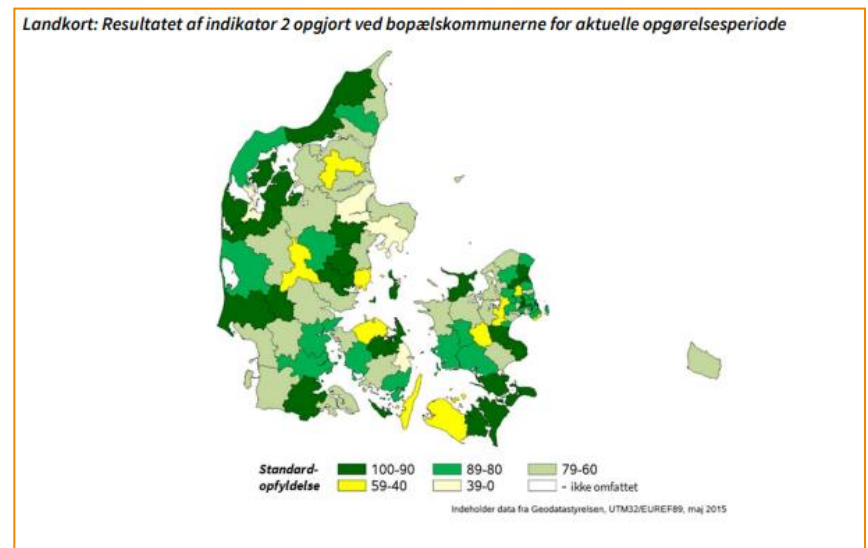 Landkort: Resultatet af indikator 2 opgjort ved bopælskommunerne for aktuelle opgørelsesperiode
Standard-
opfyldelse
100-90
89-80
79-60
59-40
39-0
- ikke omfattet
Indeholder data fra Geodatastyrelsen, UTM32/EUREF89, maj 2015